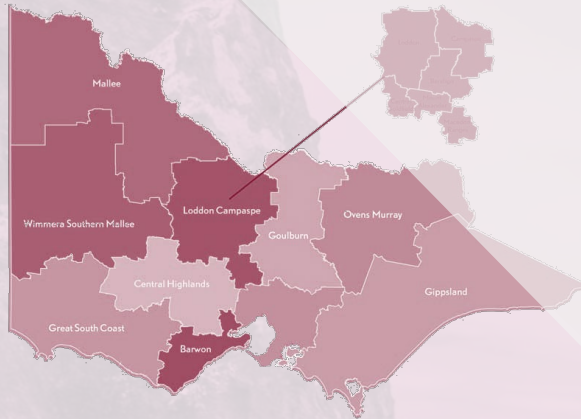 Mallee
Wimmera Southern Mallee
Loddon Campaspe
Goulburn
Ovens Murray
Central Highlands
Gippsland
Great South Coast
Barwon